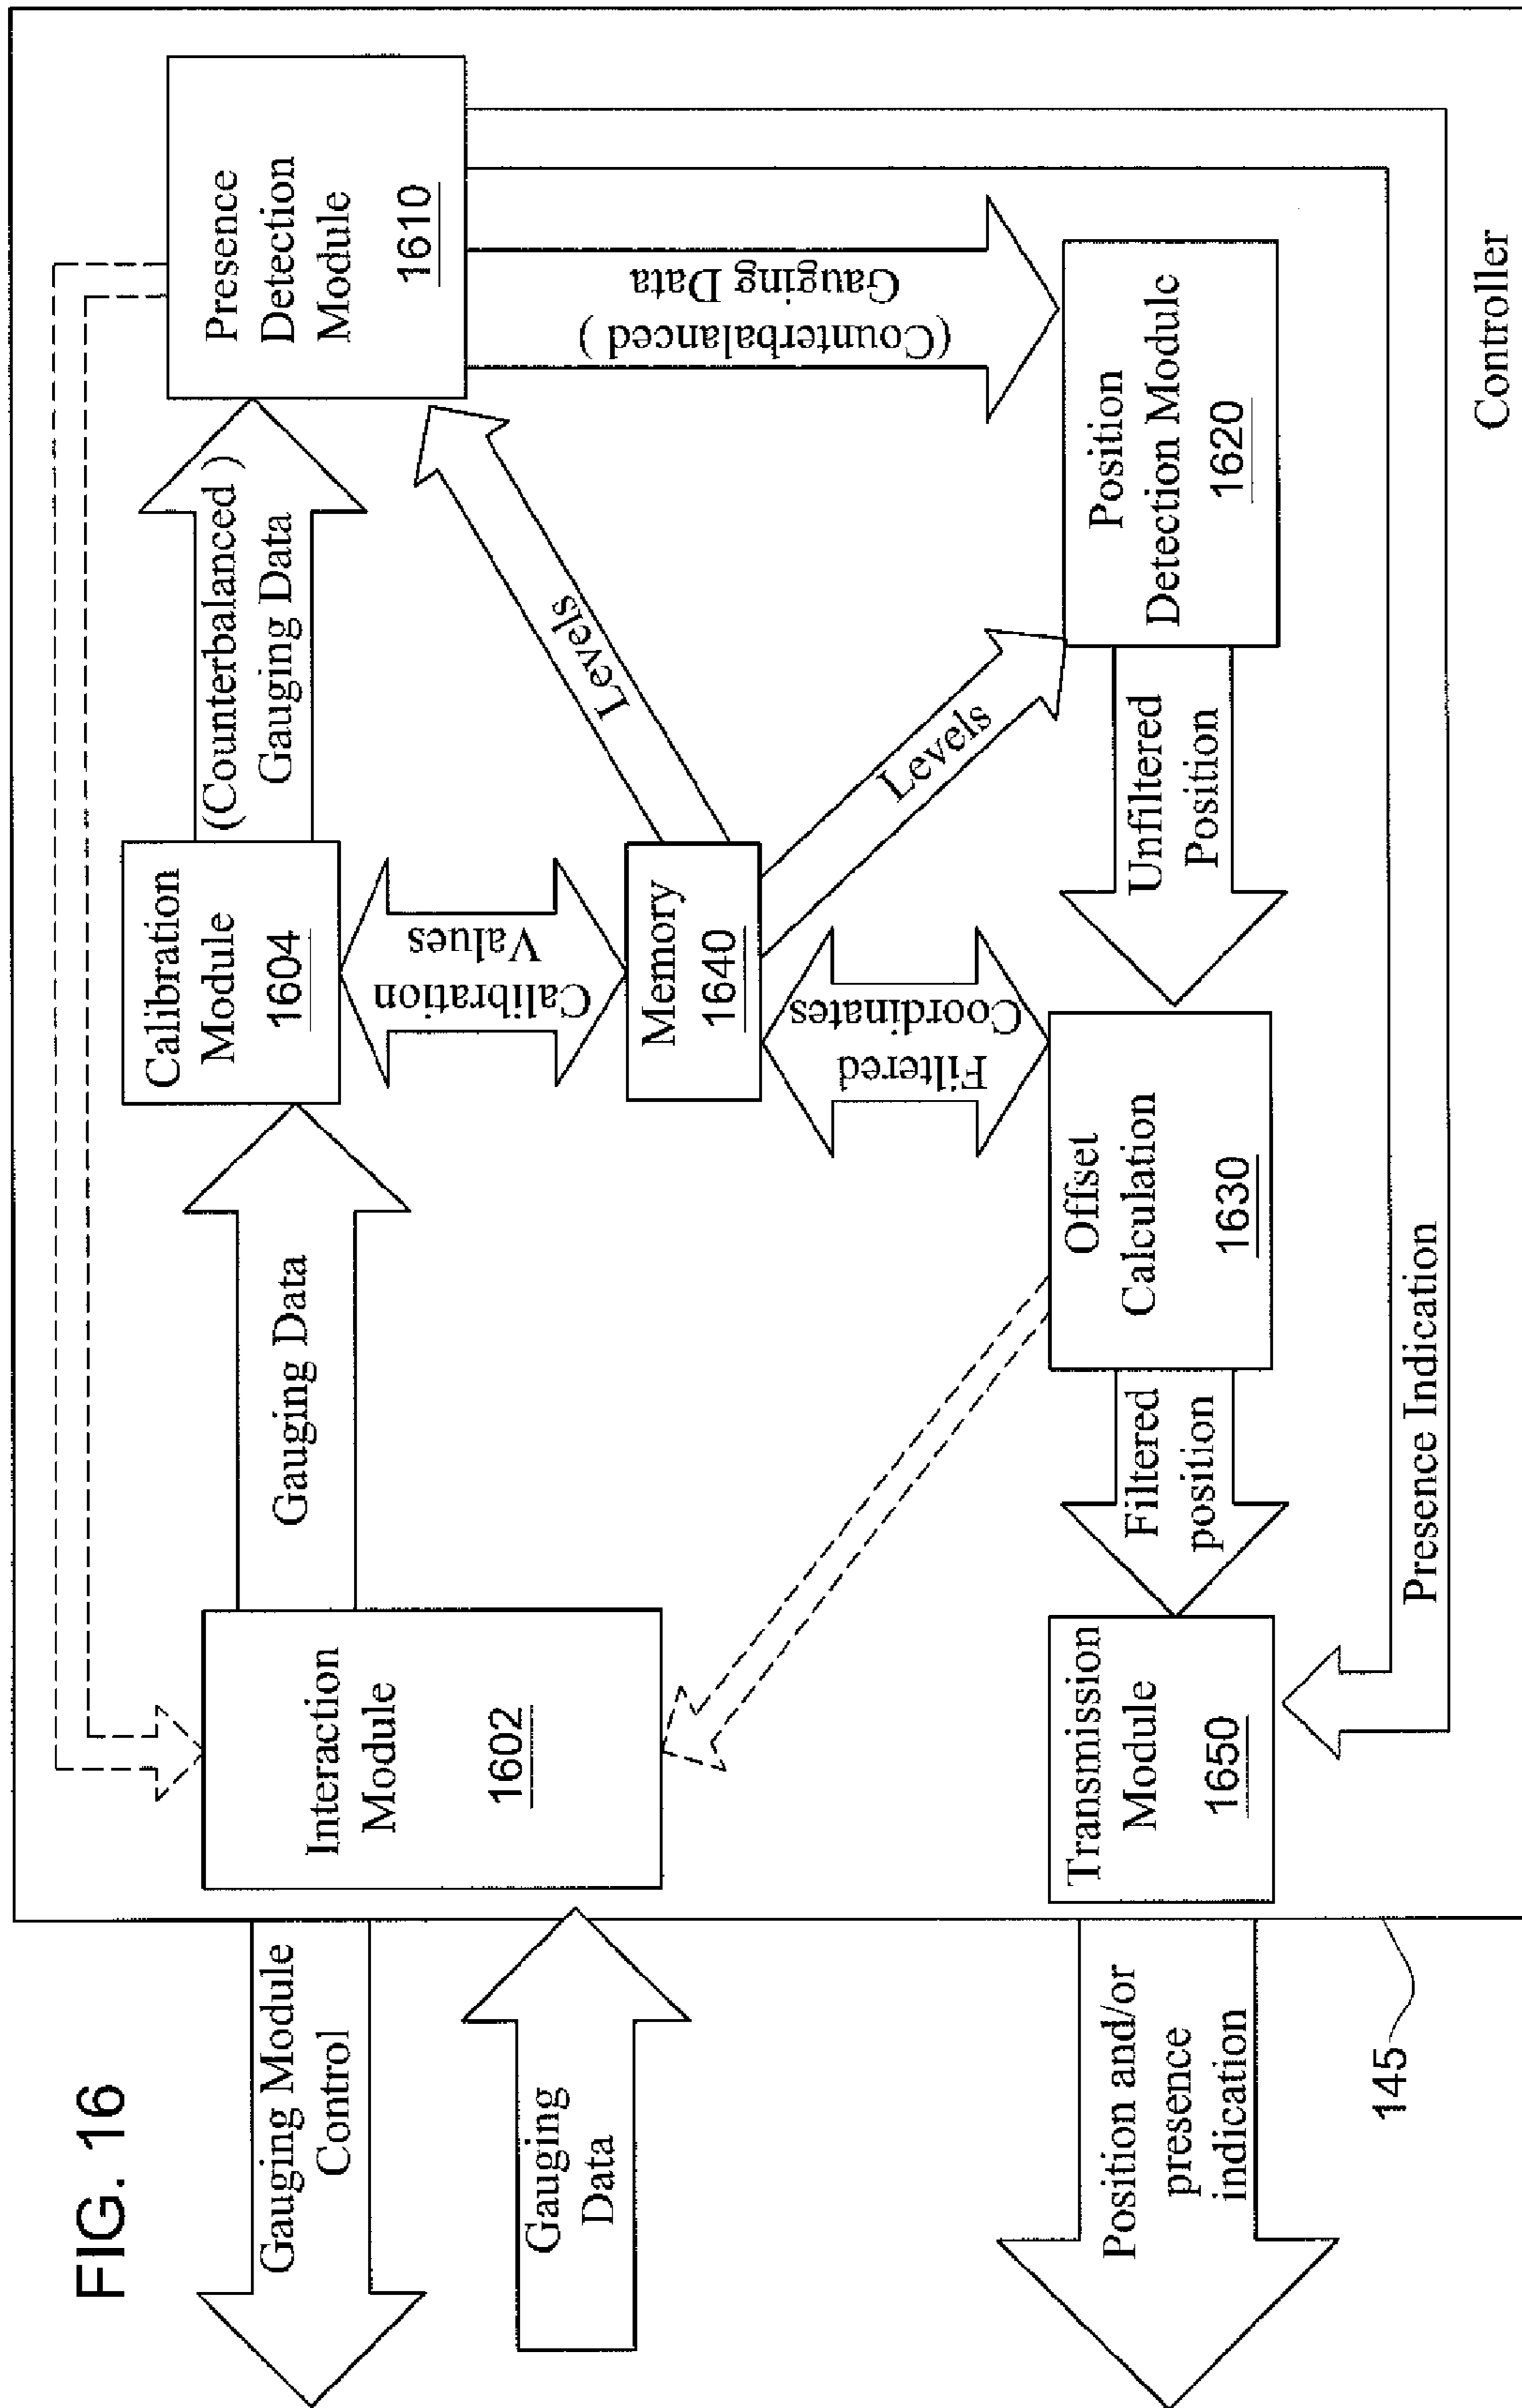 FIG. 16
Gauging Module
Control
Gauging
Data
Position and/or
presence
indication
145
Interaction
Module
1602
Gauging Data
Calibration
Module
1604
(Counterbalanced )
Gauging Data
Presence
Detection
Module
1610
Calibration
Values
Memory
1640
Levels
Levels
(Counterbalanced )
Gauging Data
Filtered
Coordinates
Transmission
Module
1650
Filtered
position
Offset
Calculation
1630
Unfiltered
Position
Position
Detection Module
1620
Presence Indication
Controller